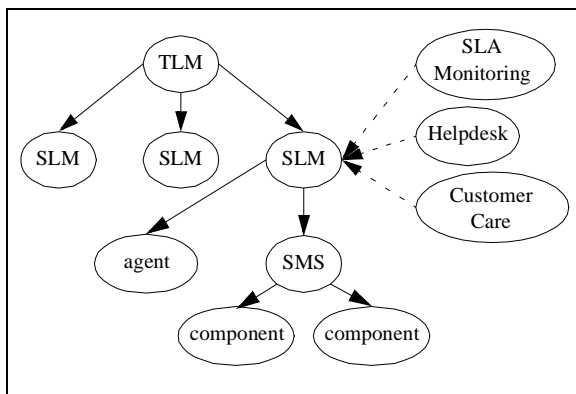 TLM
SLA
Monitoring
Helpdesk
SLM
SLM
SLM
Customer
Care
agent
SMS
component
component